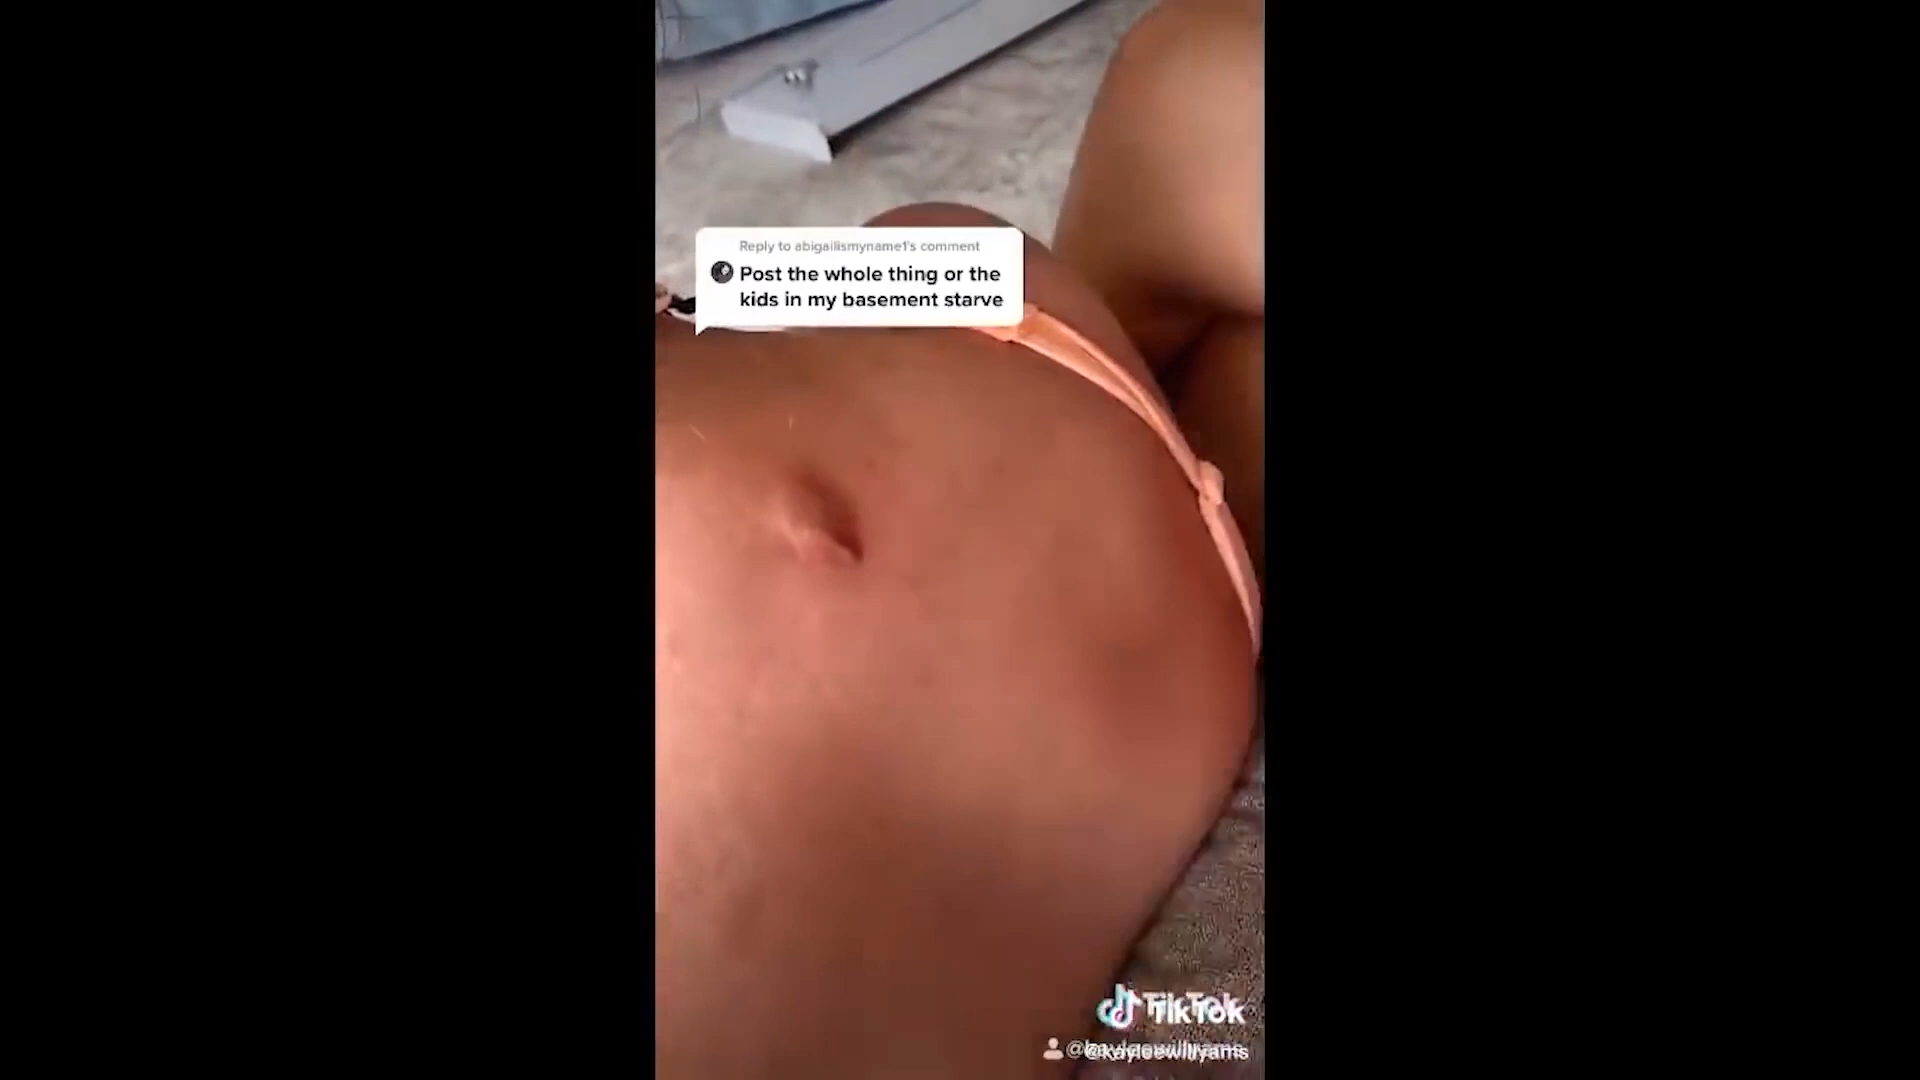 Reply to abigailismyname1's comment
Post the whole thing or the
kids in my basement starve
TikTok
@kayleewillyams